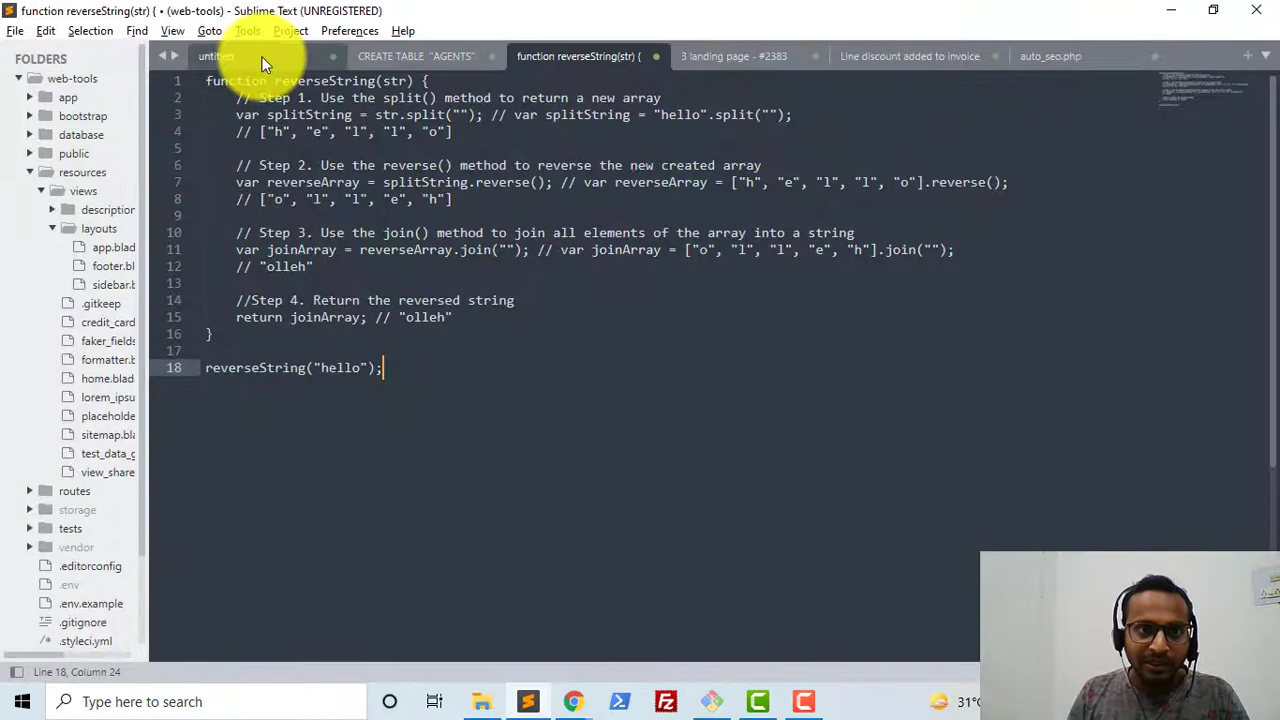 function reverseString(str) { • (web-tools) - Sublime Text (UNREGISTERED)
File Edit Selection Find View Goto Tools Project Preferences Help
FOLDERS
web-tools
app
bootstrap
database
public
resources
views
description
layouts
app.blad
footer.bl
sidebar.b
.gitkeep
credit_card
faker_fields
formatter.b
home.blad
lorem_ipsu
placeholde
sitemap.bla
test_data_g
view_share
routes
storage
tests
vendor
.editorconfig
.env
.env.example
.gitignore
.styleci.yml
untitled CREATE TABLE "AGENTS" function reverseString(str) { 3 landing page - #2383 Line discount added to invoice auto_seo.php
1 function reverseString(str) {
2 // Step 1. Use the split() method to return a new array
3 var splitString = str.split(""); // var splitString = "hello".split("");
4 // ["h", "e", "l", "l", "o"]
5
6 // Step 2. Use the reverse() method to reverse the new created array
7 var reverseArray = splitString.reverse(); // var reverseArray = ["h", "e", "l", "l", "o"].reverse();
8 // ["o", "l", "l", "e", "h"]
9
10 // Step 3. Use the join() method to join all elements of the array into a string
11 var joinArray = reverseArray.join(""); // var joinArray = ["o", "l", "l", "e", "h"].join("");
12 // "olleh"
13
14 //Step 4. Return the reversed string
15 return joinArray; // "olleh"
16 }
17
18 reverseString("hello");
Line 18, Column 24
Type here to search
31°